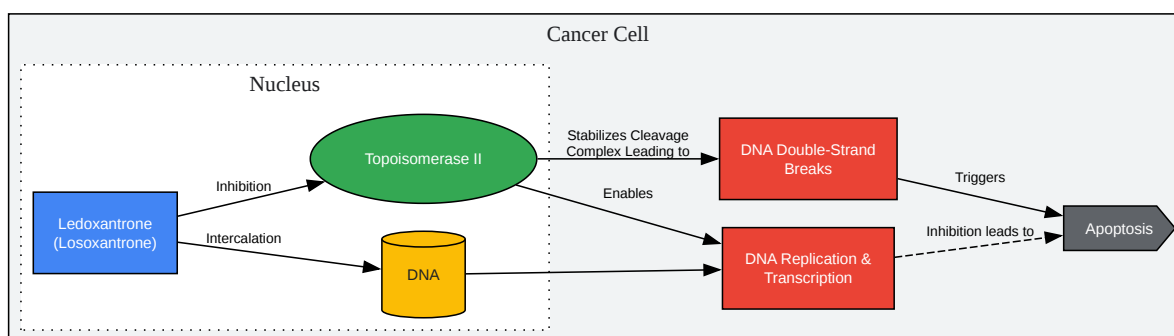 Cancer Cell
Nucleus
Ledoxantrone
(Losoxantrone)
Inhibition
Intercalation
Topoisomerase II
DNA
Stabilizes Cleavage
Complex Leading to
Enables
DNA Double-Strand
Breaks
DNA Replication &
Transcription
Triggers
Inhibition leads to
Apoptosis